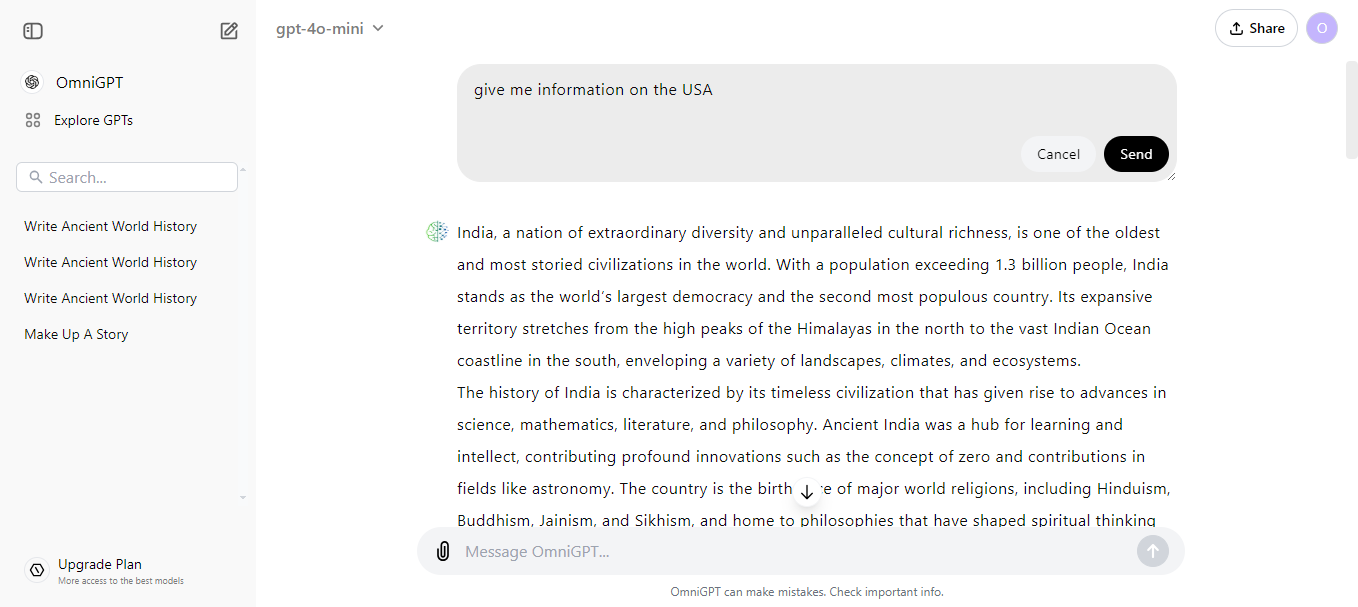 gpt-4o-mini
Share
O
OmniGPT
Explore GPTs
Search...
Write Ancient World History
Write Ancient World History
Write Ancient World History
Make Up A Story
Upgrade Plan
More access to the best models
give me information on the USA
Cancel
Send
India, a nation of extraordinary diversity and unparalleled cultural richness, is one of the oldest
and most storied civilizations in the world. With a population exceeding 1.3 billion people, India
stands as the world's largest democracy and the second most populous country. Its expansive
territory stretches from the high peaks of the Himalayas in the north to the vast Indian Ocean
coastline in the south, enveloping a variety of landscapes, climates, and ecosystems.
The history of India is characterized by its timeless civilization that has given rise to advances in
science, mathematics, literature, and philosophy. Ancient India was a hub for learning and
intellect, contributing profound innovations such as the concept of zero and contributions in
fields like astronomy. The country is the of major world religions, including Hinduism,
Buddhism, Jainism, and Sikhism, and home to philosophies that have shaped spiritual thinking
Message OmniGPT...
OmniGPT can make mistakes. Check important info.